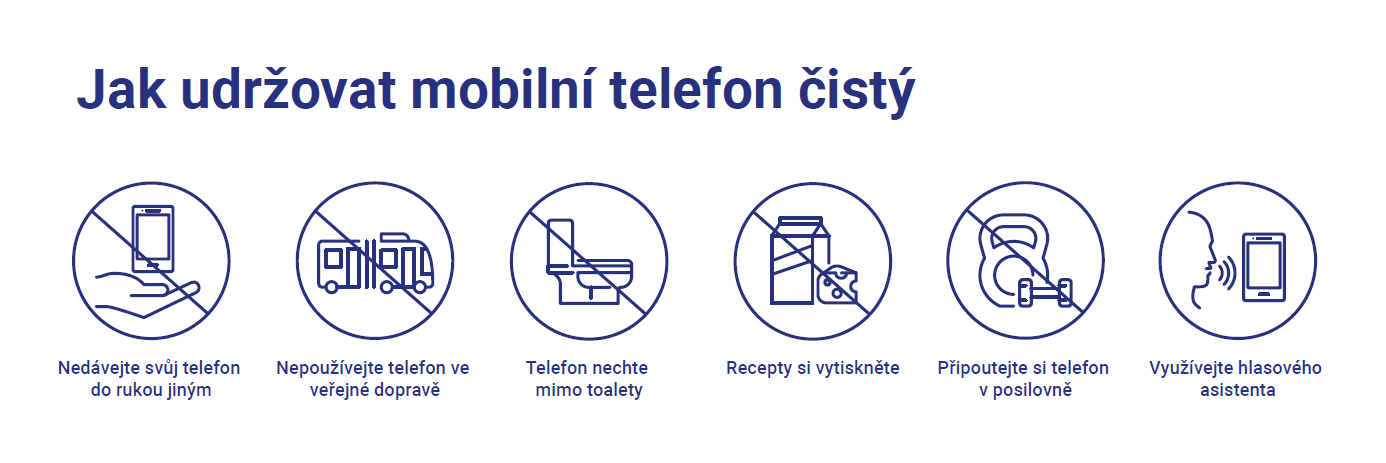 Jak udržovat mobilní telefon čistý
Nedávejte svůj telefon
do rukou jiným
Nepoužívejte telefon ve
veřejné dopravě
Telefon nechte
mimo toalety
Recepty si vytiskněte
Připoutejte si telefon
v posilovně
Využívejte hlasového
asistenta